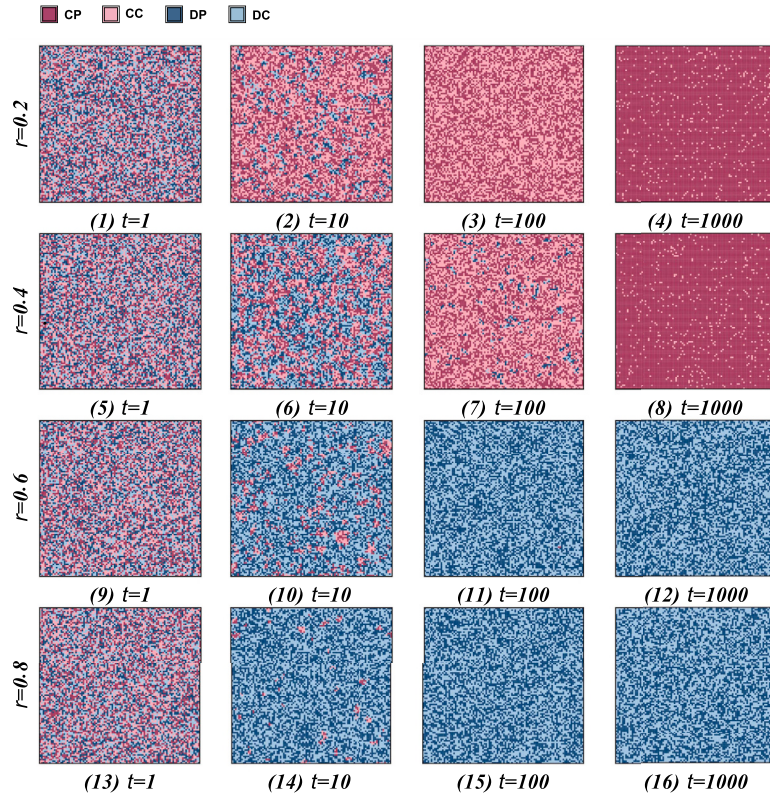 CP CC DP DC
r=0.2
(1) t=1 (2) t=10 (3) t=100 (4) t=1000
r=0.4
(5) t=1 (6) t=10 (7) t=100 (8) t=1000
r=0.6
(9) t=1 (10) t=10 (11) t=100 (12) t=1000
r=0.8
(13) t=1 (14) t=10 (15) t=100 (16) t=1000